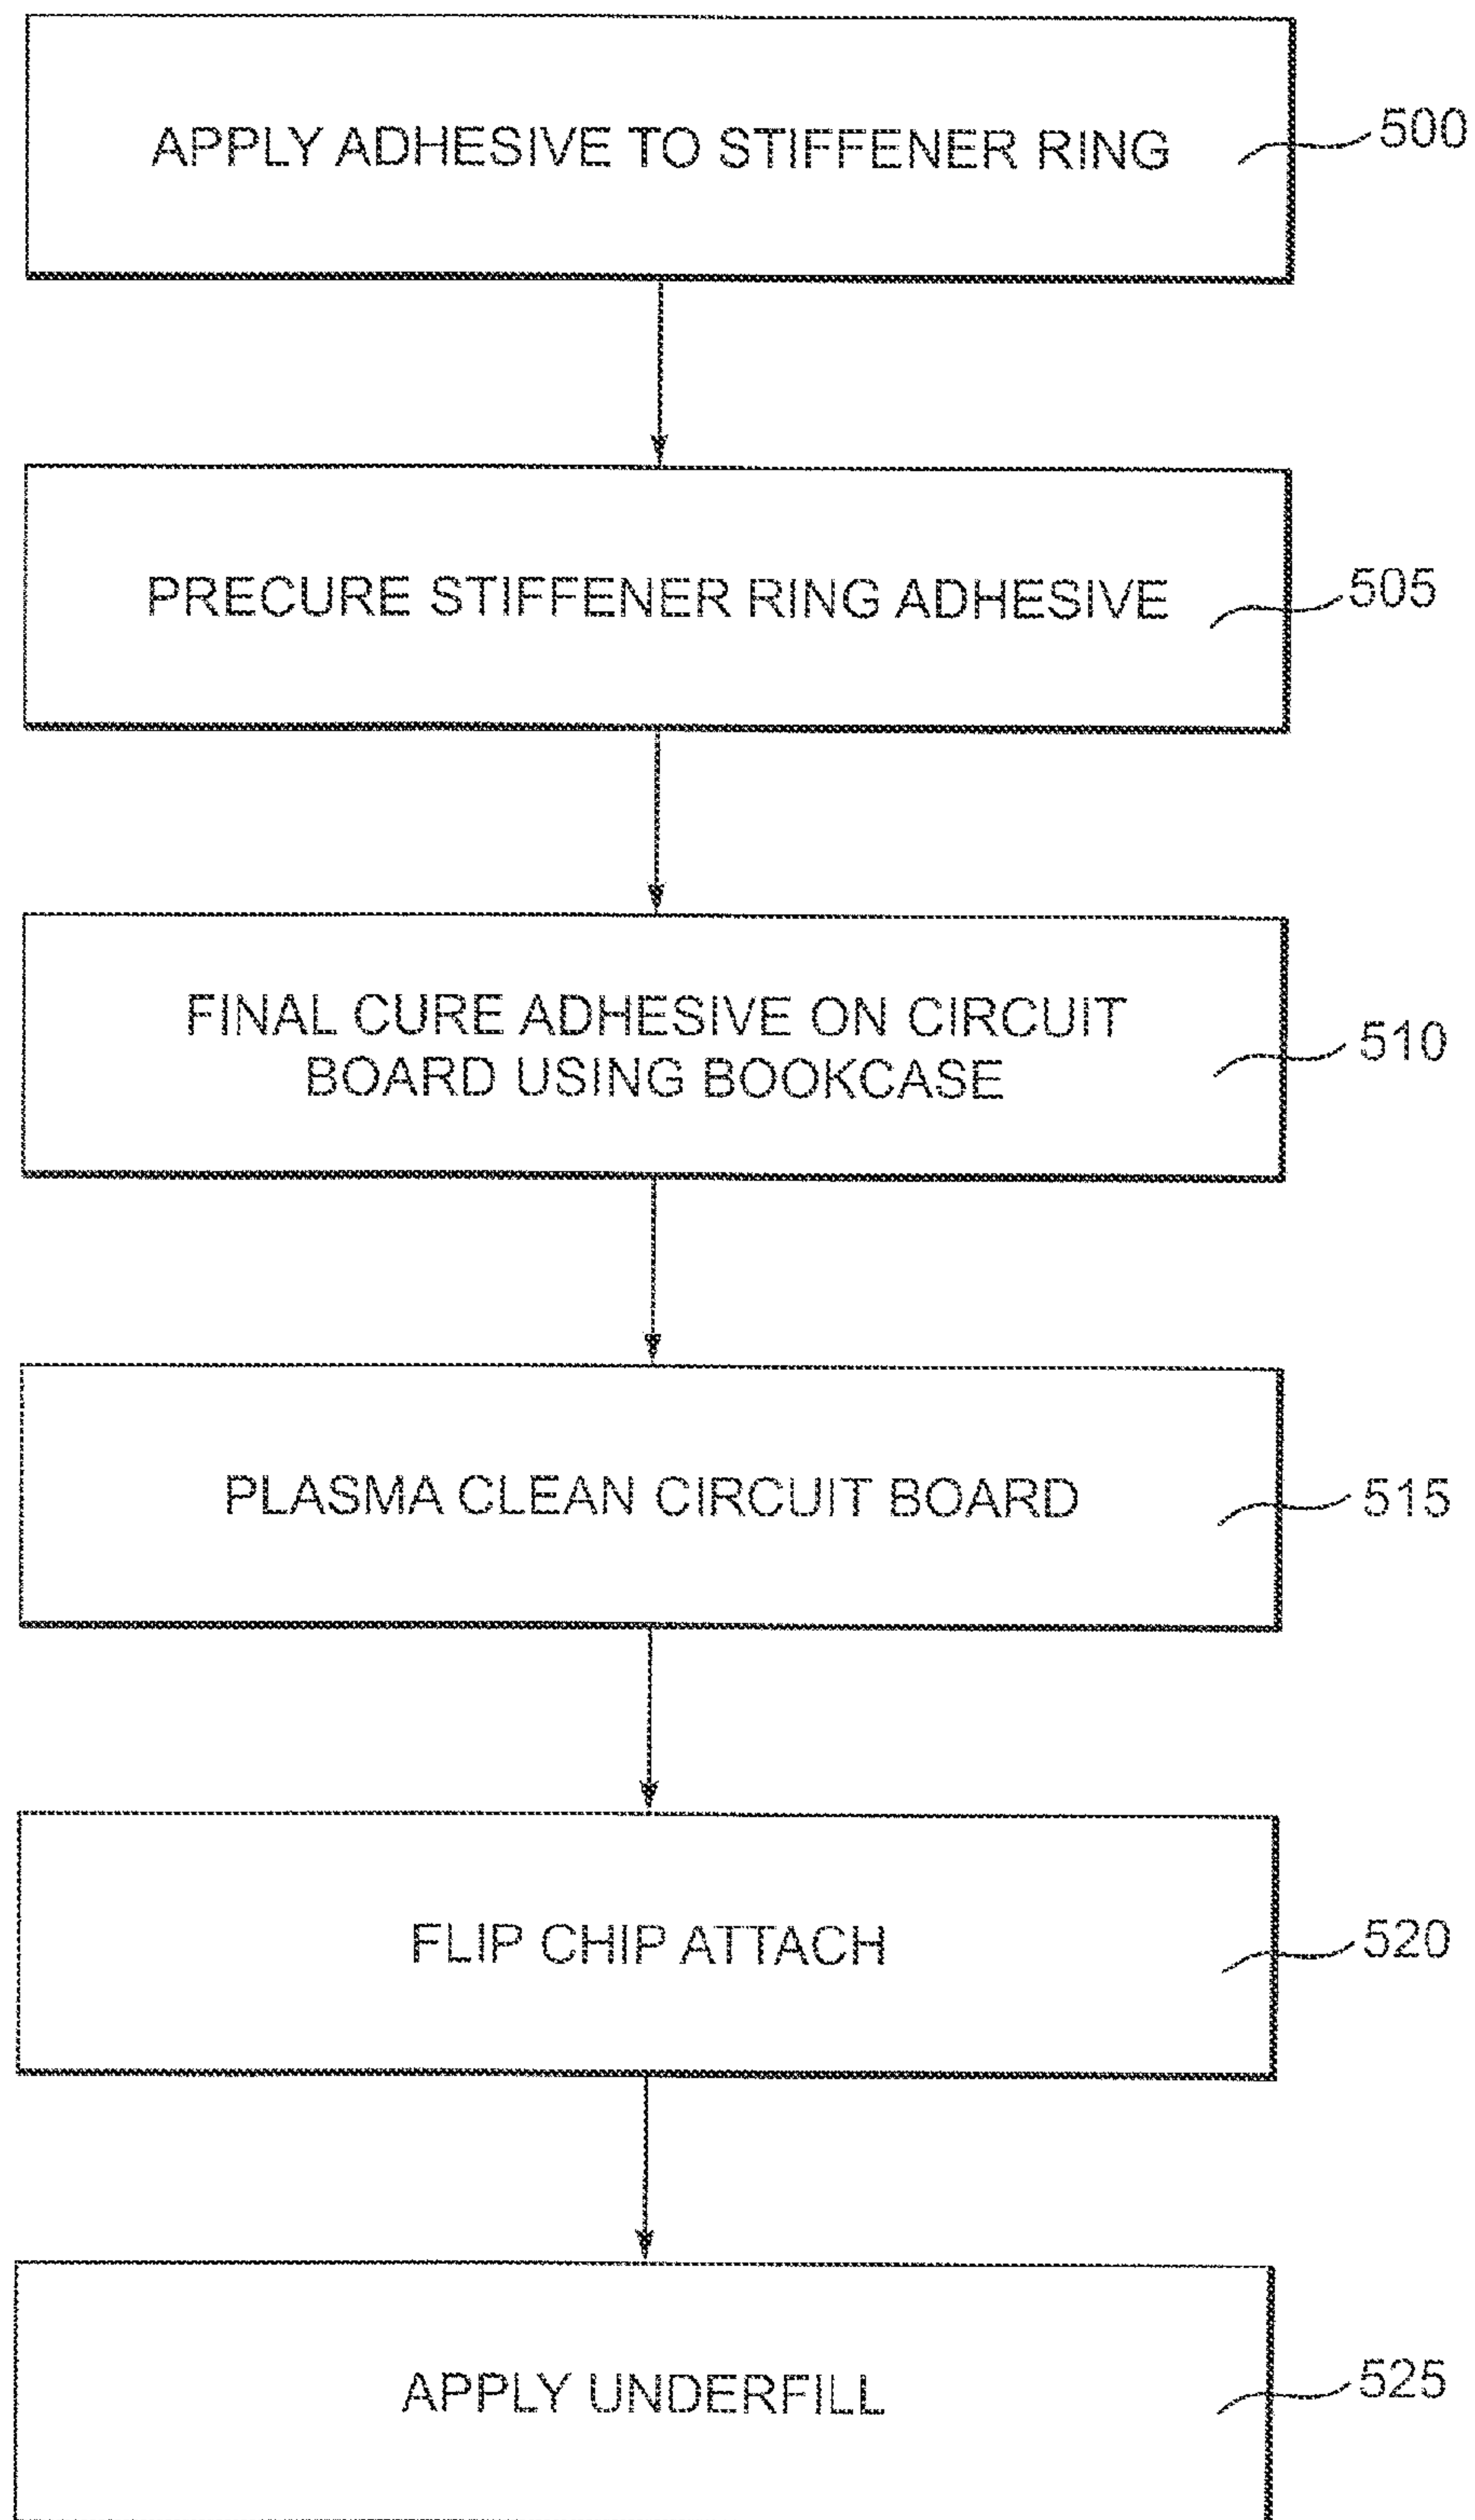 APPLY ADHESIVE TO STIFFENER RING
500
PRECURE STIFFENER RING ADHESIVE
505
FINAL CURE ADHESIVE ON CIRCUIT
BOARD USING BOOKCASE
510
PLASMA CLEAN CIRCUIT BOARD
515
FLIP CHIP ATTACH
520
APPLY UNDERFILL
525